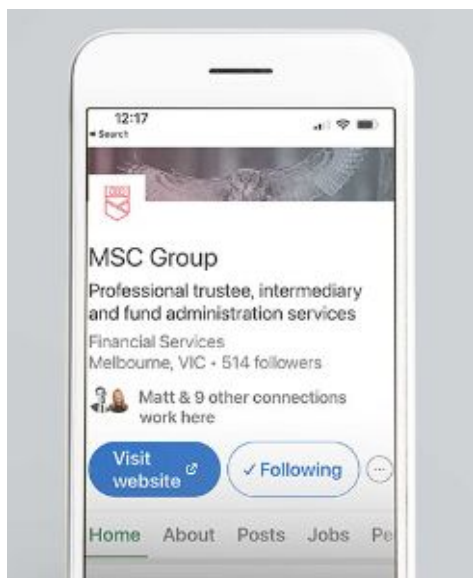 12:17
Search
MSC Group
Professional trustee, intermediary
and fund administration services
Financial Services
Melbourne, VIC • 514 followers
Matt & 9 other connections
work here
Visit
website
✓ Following
Home About Posts Jobs Pe